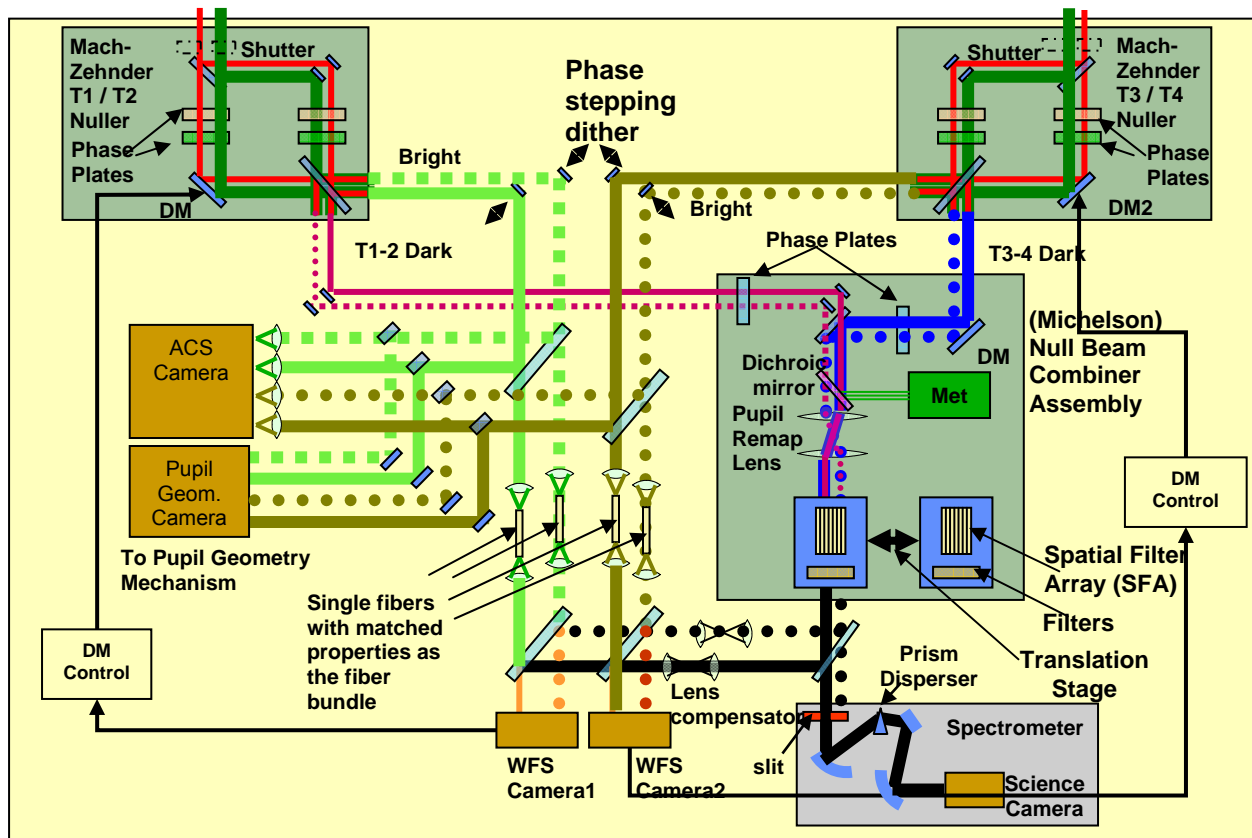 Mach-
Zehnder
T1 / T2
Nuller
Shutter
Phase
Plates
DM
Bright
Phase
stepping
dither
Bright
Shutter
Mach-
Zehnder
T3 / T4
Nuller
Phase
Plates
DM2
T1-2 Dark
Phase Plates
T3-4 Dark
ACS
Camera
Pupil
Geom.
Camera
To Pupil Geometry
Mechanism
Dichroic
mirror
Pupil
Remap
Lens
DM
Met
(Michelson)
Null Beam
Combiner
Assembly
DM
Control
Spatial Filter
Array (SFA)
Filters
Translation
Stage
Single fibers
with matched
properties as
the fiber
bundle
DM
Control
Lens
compensator
Prism
Disperser
slit
Spectrometer
Science
Camera
WFS
Camera1
WFS
Camera2